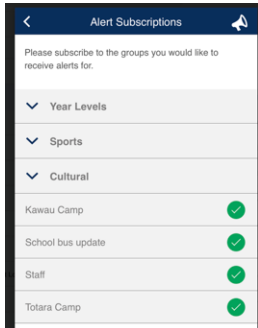 Alert Subscriptions
Please subscribe to the groups you would like to
receive alerts for.
Year Levels
Sports
Cultural
Kawau Camp
School bus update
Staff
Totara Camp